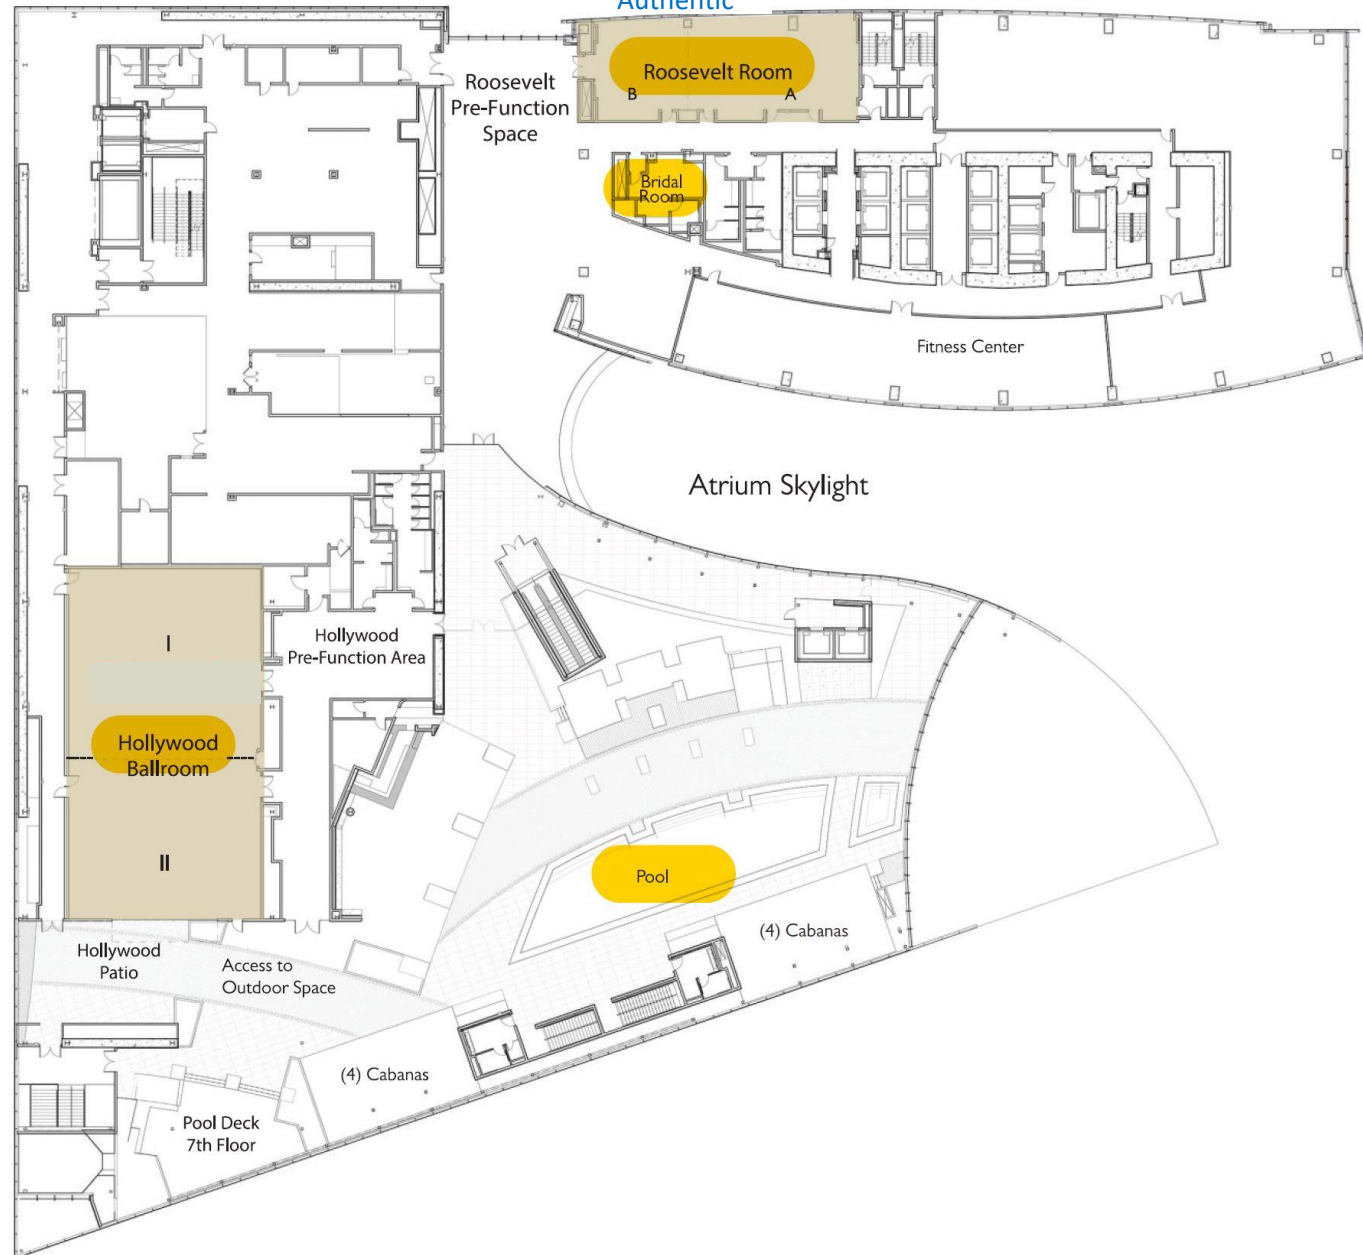 Authentic
Roosevelt Room
B A
Roosevelt
Pre-Function
Space
Bridal
Room
Fitness Center
Atrium Skylight
I
Hollywood
Pre-Function Area
Hollywood
Ballroom
II
Pool
(4) Cabanas
Hollywood
Patio
Access to
Outdoor Space
(4) Cabanas
Pool Deck
7th Floor